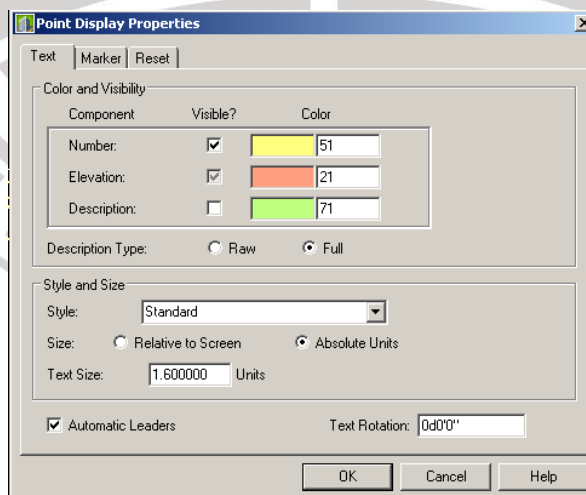 Point Display Properties
Text Marker Reset
Color and Visibility
Component Visible? Color
Number: 51
Elevation: 21
Description: 71
Description Type: Raw Full
Style and Size
Style: Standard
Size: Relative to Screen Absolute Units
Text Size: 1.600000 Units
Automatic Leaders Text Rotation: 0d0'0"
OK Cancel Help